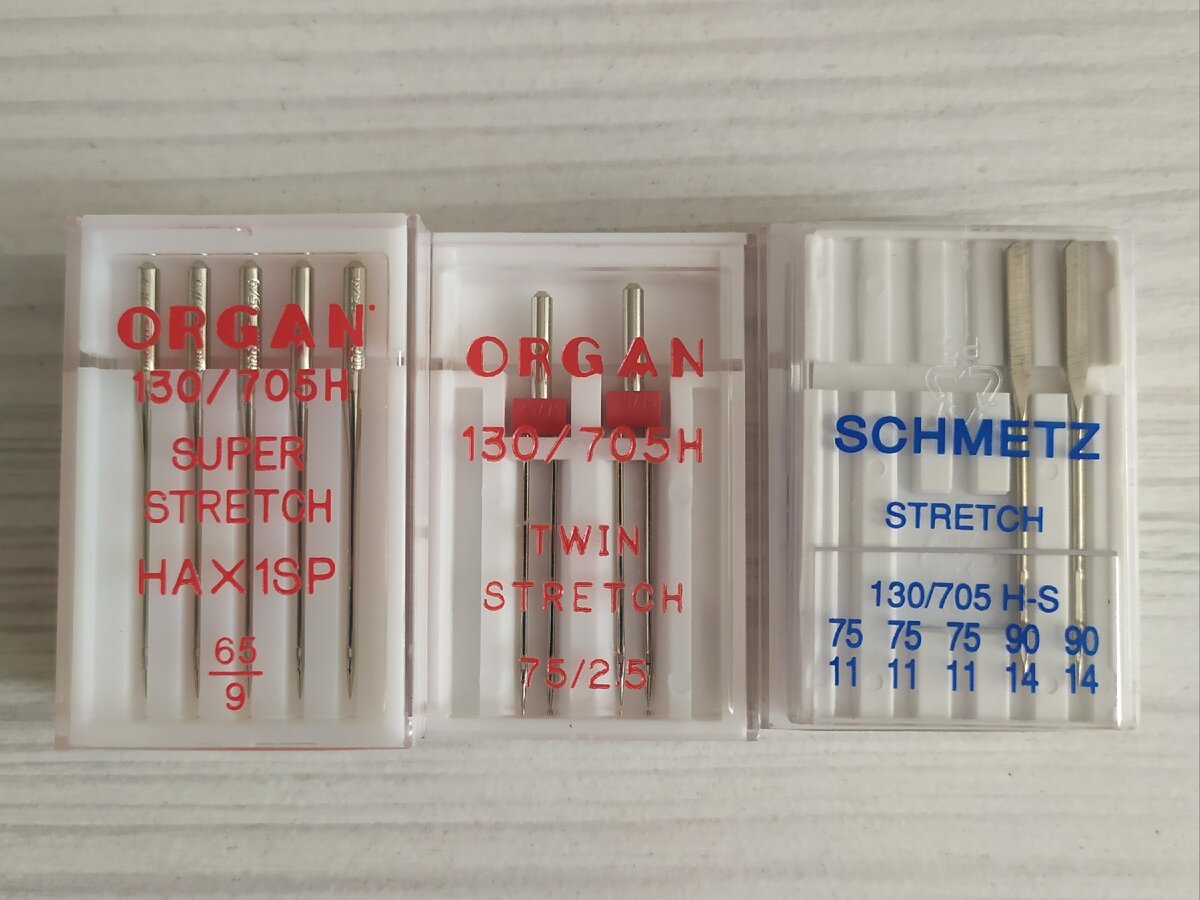 ORGAN
130/705H
SUPER
STRETCH
HAX1SP
65
9
ORGAN
130/705H
TWIN
STRETCH
75/2.5
SCHMETZ
STRETCH
130/705 H-S
75 75 75 90 90
11 11 11 14 14